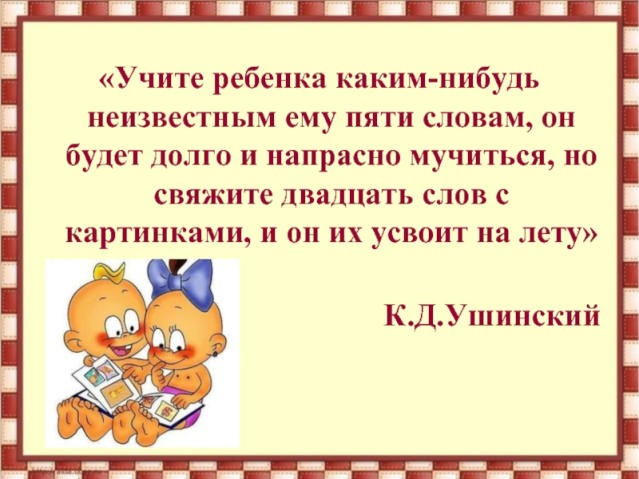 «Учите ребенка каким-нибудь
неизвестным ему пяти словам, он
будет долго и напрасно мучиться, но
свяжите двадцать слов с
картинками, и он их усвоит на лету»
К.Д.Ушинский